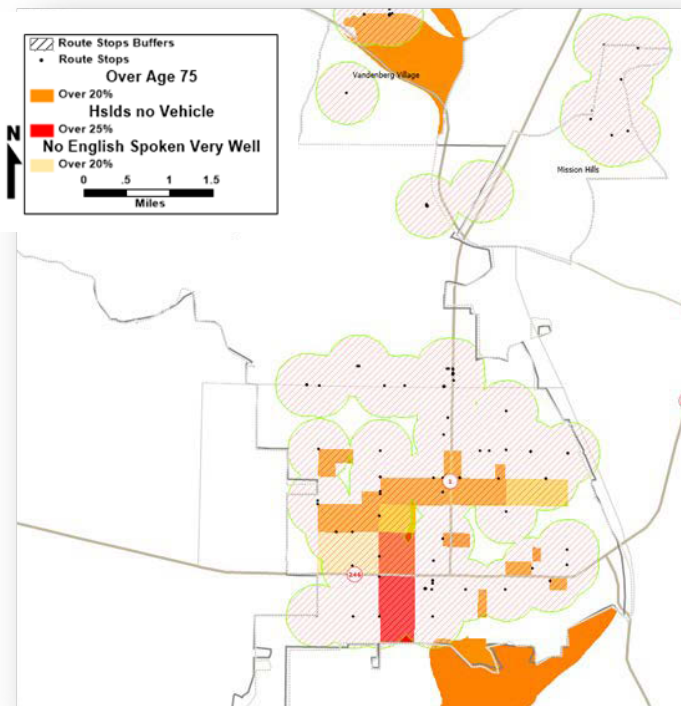 Route Stops Buffers
Route Stops
Over Age 75
Over 20%
Hslds no Vehicle
Over 25%
No English Spoken Very Well
Over 20%
N
0 .5 1 1.5
Miles
Vandenberg Village
Mission Hills
1
246